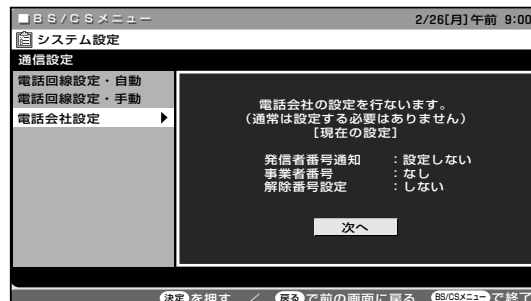 ■BS/CSメニュー 2/26[月]午前 9:00
システム設定
通信設定
電話回線設定・自動
電話回線設定・手動
電話会社設定
電話会社の設定を行ないます。
(通常は設定する必要はありません)
[現在の設定]
発信者番号通知 :設定しない
事業者番号 :なし
解除番号設定 :しない
次へ
決定を押す / 戻るで前の画面に戻る BS/CSメニューで終了